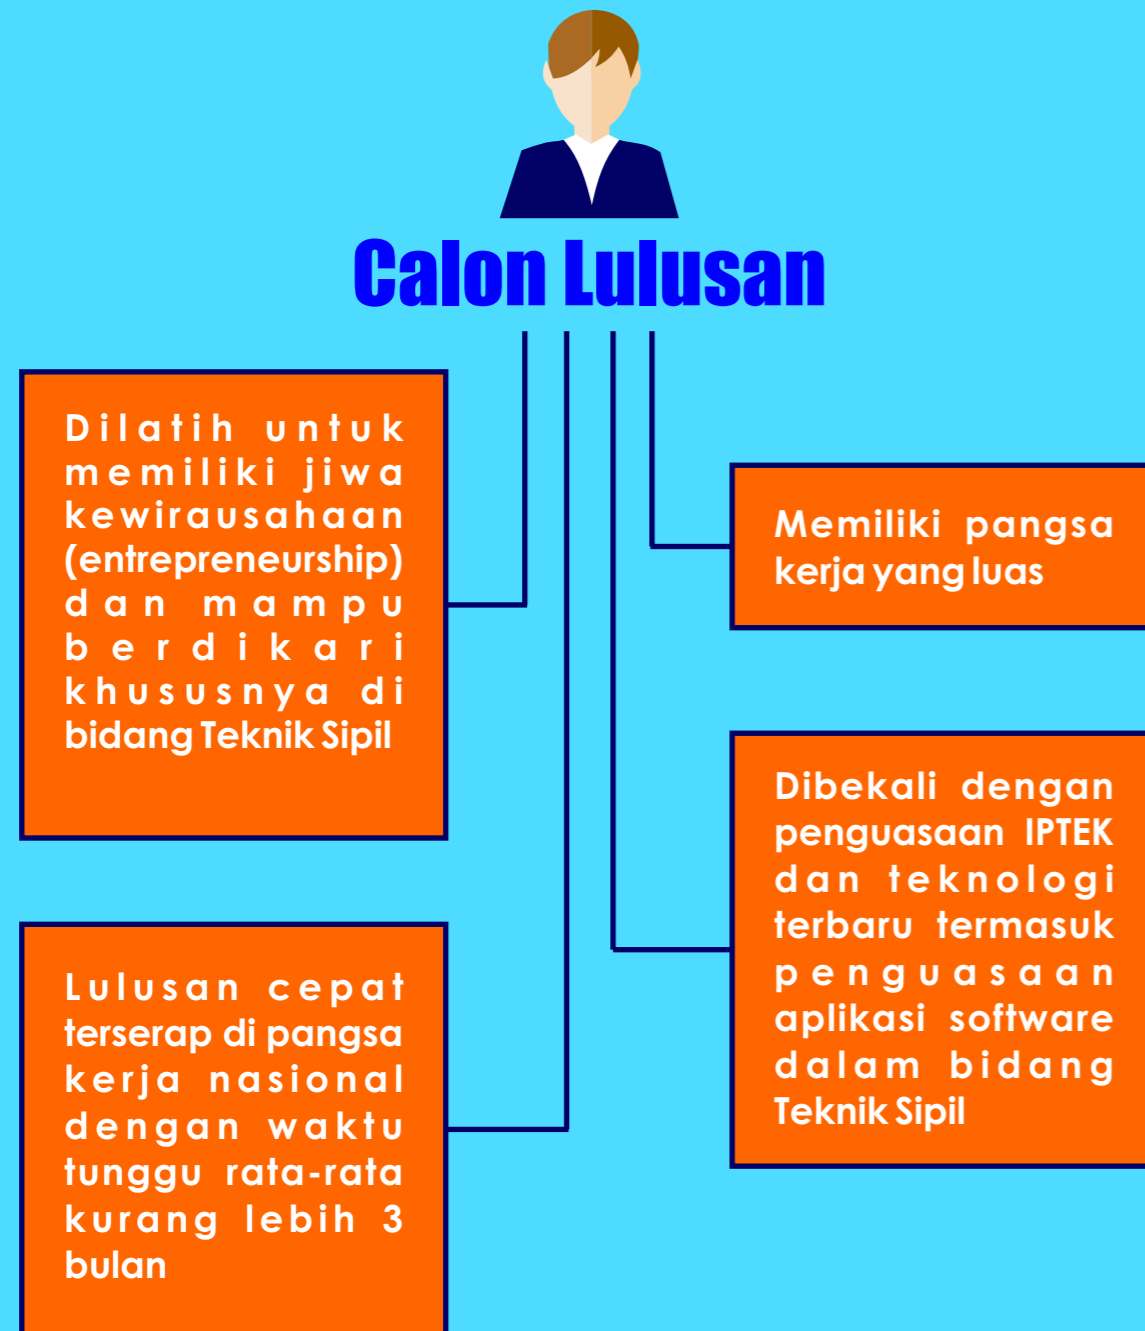 Calon Lulusan
Dilatih untuk
memiliki jiwa
kewirausahaan
(entrepreneurship)
dan mampu
berdikari
khususnya di
bidang Teknik Sipil
Lulusan cepat
terserap di pangsa
kerja nasional
dengan waktu
tunggu rata-rata
kurang lebih 3
bulan
Memiliki pangsa
kerja yang luas
Dibekali dengan
penguasaan IPTEK
dan teknologi
terbaru termasuk
penguasaan
aplikasi software
dalam bidang
Teknik Sipil